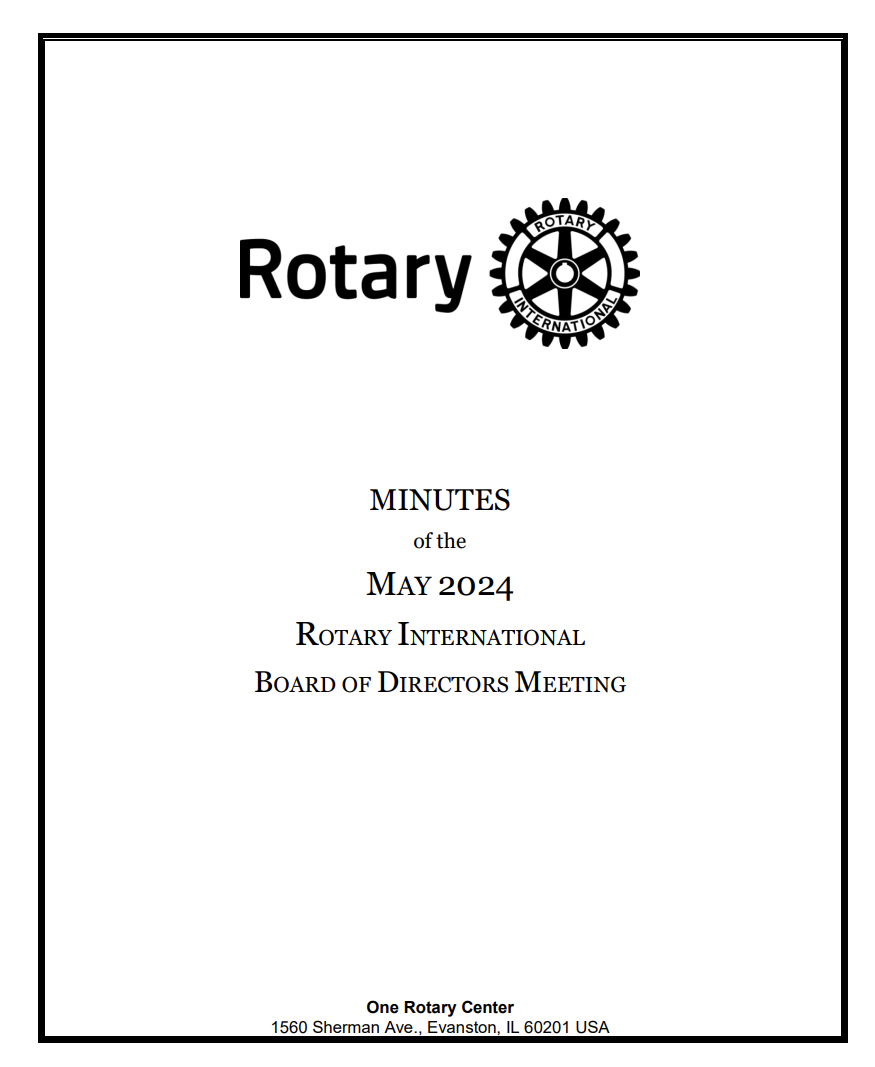 Rotary
ROTARY
INTERNATIONAL
MINUTES
of the
MAY 2024
ROTARY INTERNATIONAL
BOARD OF DIRECTORS MEETING
One Rotary Center
1560 Sherman Ave., Evanston, IL 60201 USA